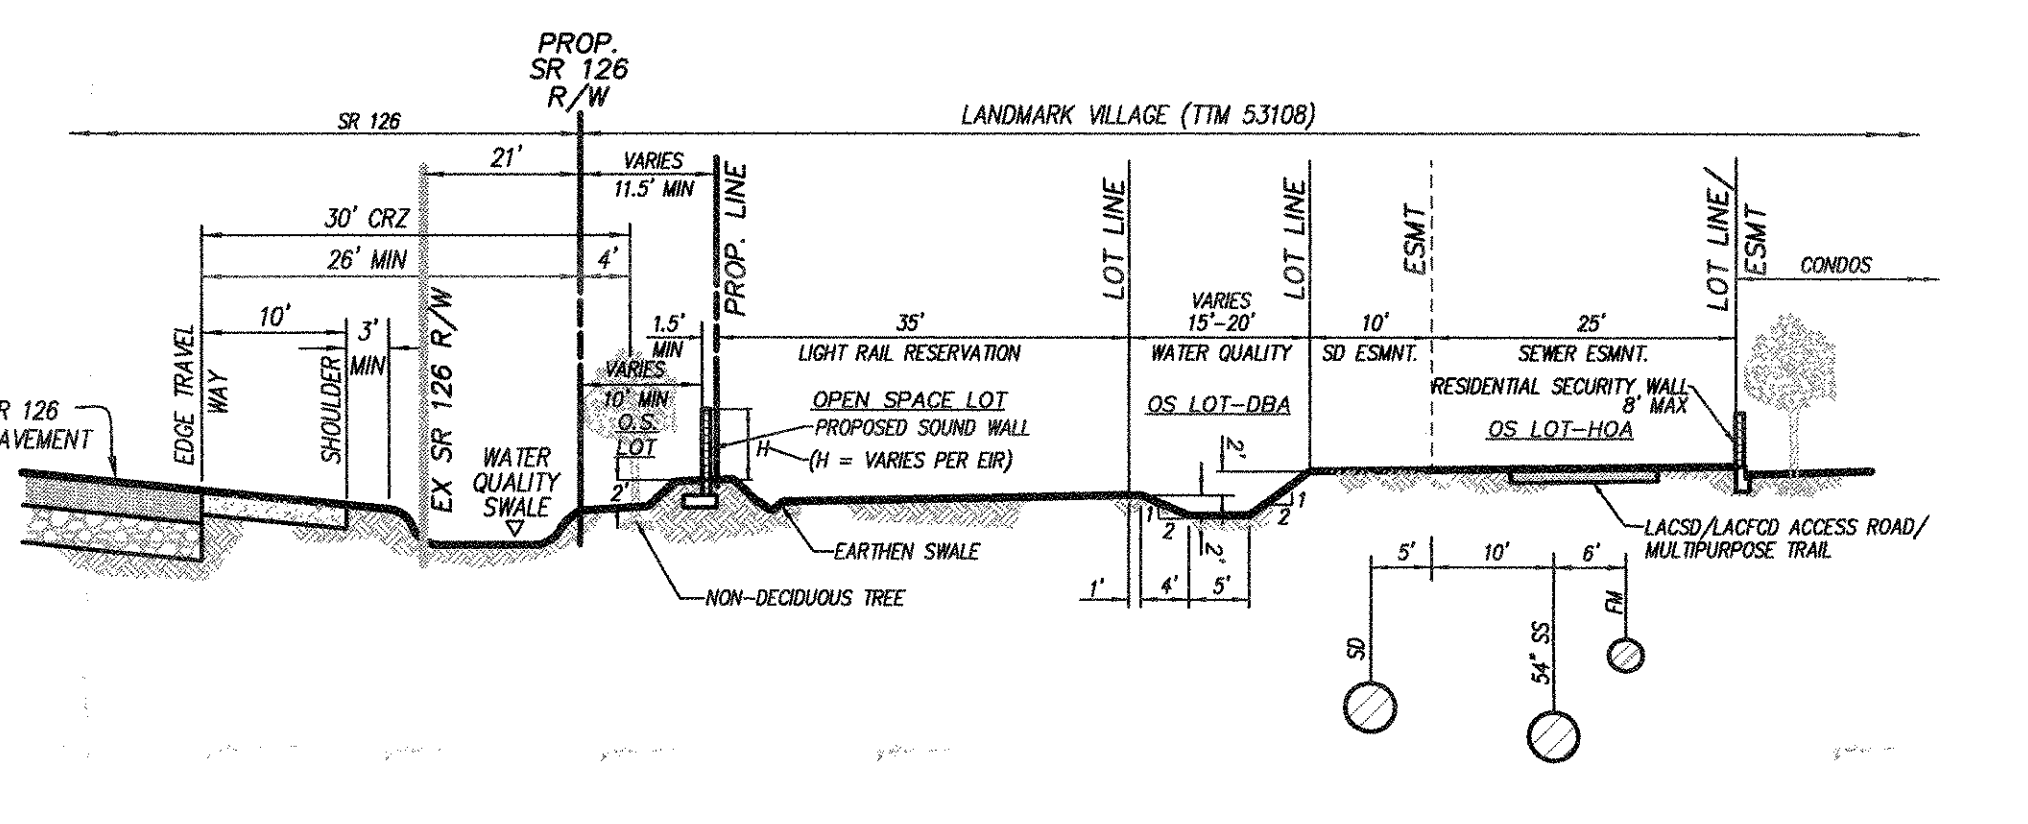 PROP.
SR 126
R/W
SR 126
LANDMARK VILLAGE (TTM 53108)
21'
VARIES
11.5' MIN
PROP. LINE
LOT LINE
LOT LINE
ESMT
LOT LINE/
ESMT
CONDOS
30' CRZ
26' MIN
4'
EDGE TRAVEL
WAY
10'
SHOULDER
3'
MIN
EX SR 126 R/W
1.5'
MIN
VARIES
10' MIN
O.S.
LOT
35'
LIGHT RAIL RESERVATION
VARIES
15'-20'
WATER QUALITY
10'
SD ESMNT.
25'
SEWER ESMNT.
OPEN SPACE LOT
PROPOSED SOUND WALL
H
(H = VARIES PER EIR)
OS LOT-DBA
RESIDENTIAL SECURITY WALL
8' MAX
OS LOT-HOA
R 126
AVEMENT
WATER
QUALITY
SWALE
2'
2'
1
2
2'
1
2
EARTHEN SWALE
NON-DECIDUOUS TREE
LACSD/LACFCD ACCESS ROAD/
MULTIPURPOSE TRAIL
1'
4'
5'
5'
10'
6'
SD
54" SS
FM